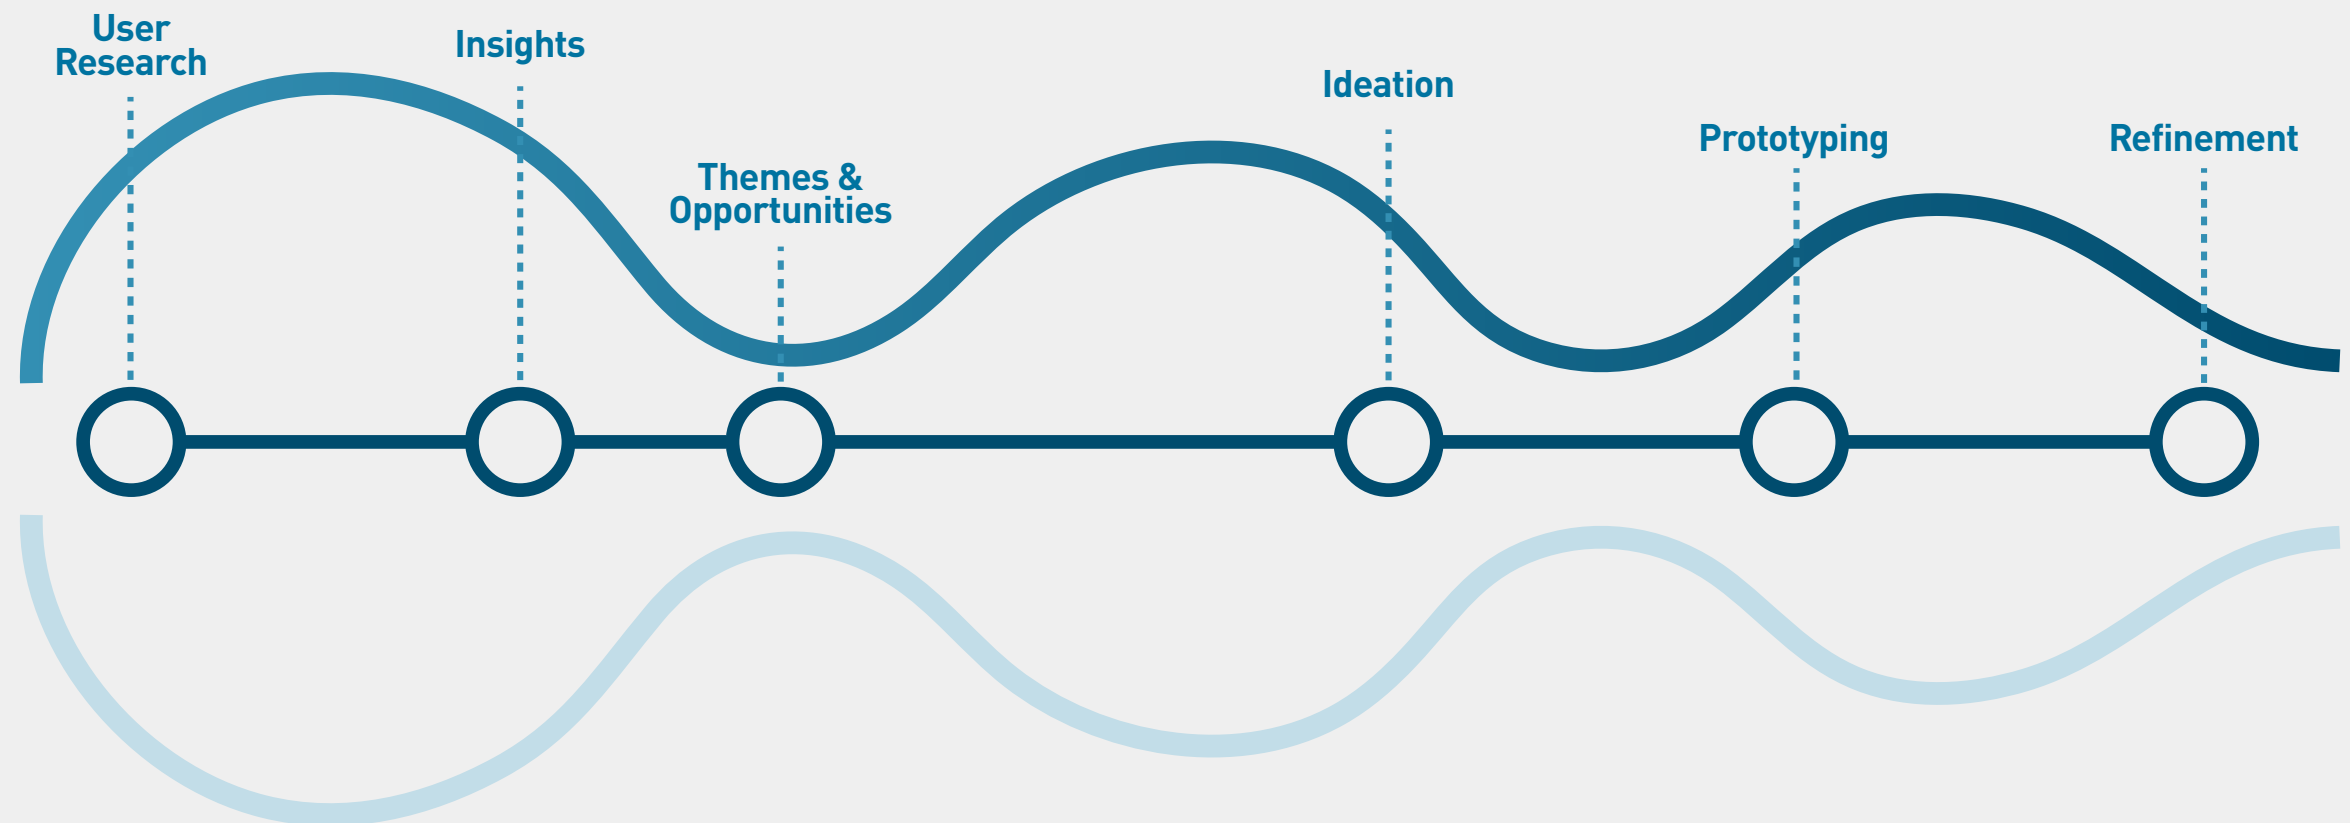 User
Research
Insights
Themes &
Opportunities
Ideation
Prototyping
Refinement